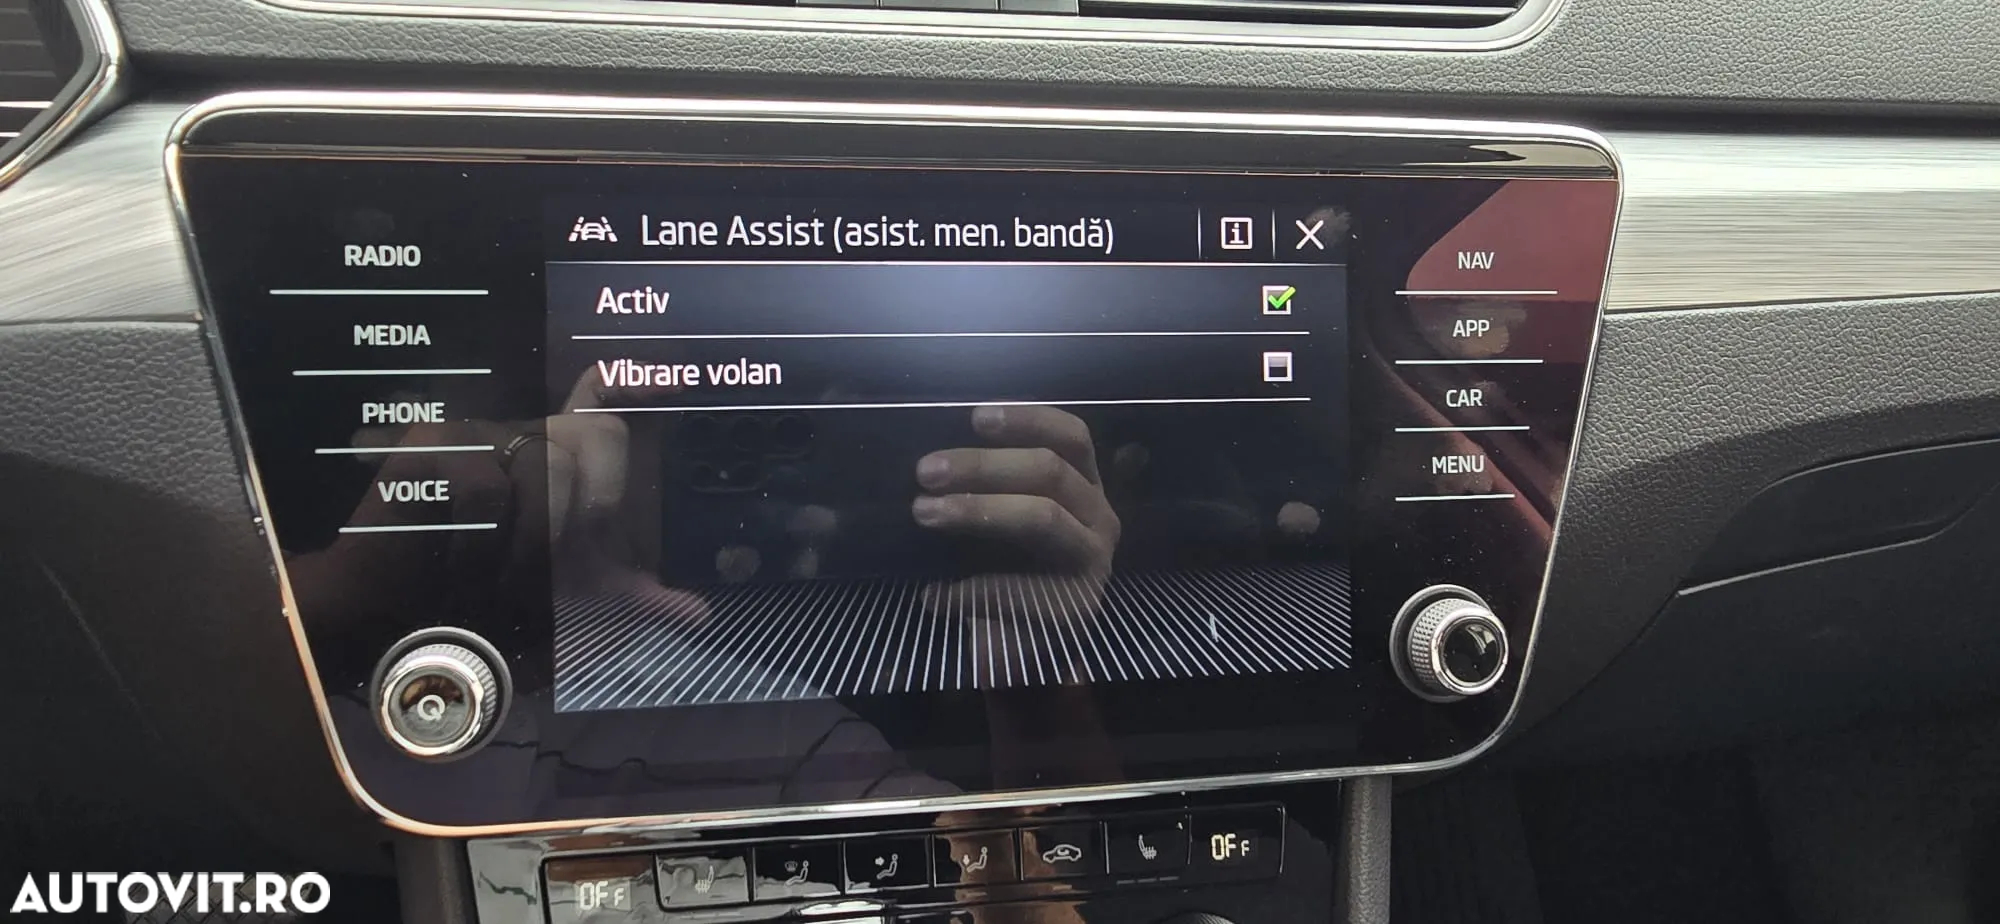 Lane Assist (asist. men. bandă)
Activ
Vibrare volan
RADIO
MEDIA
PHONE
VOICE
NAV
APP
CAR
MENU
OFF
OFF
AUTOVIT.RO